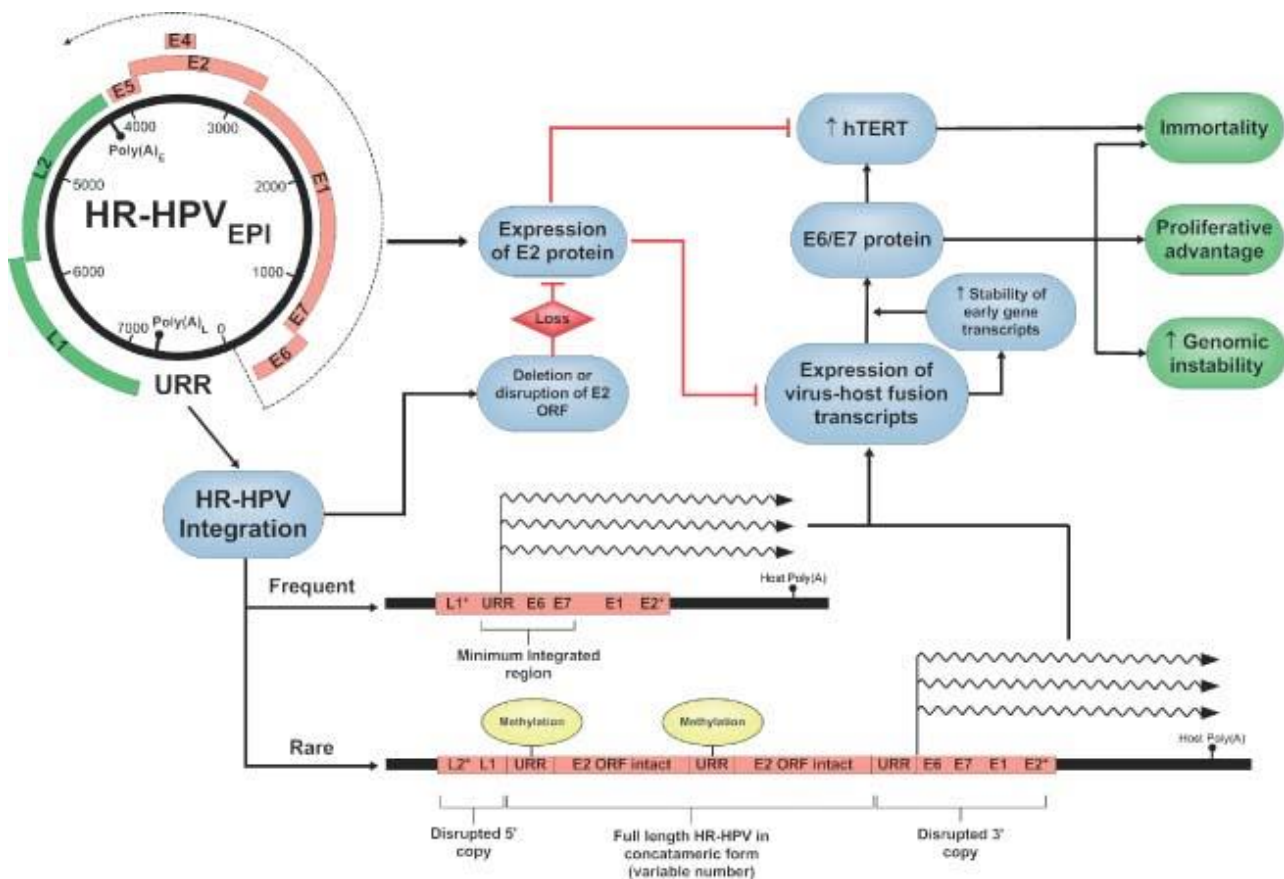 E4
E2
E5
4000
3000
Poly(A)E
L2
5000
2000
E1
HR-HPVEPI
6000
1000
7000
Poly(A)L
0
E7
E6
L1
URR
Expression
of E2 protein
Loss
Deletion or
disruption of E2
ORF
↑ hTERT
E6/E7 protein
↑ Stability of
early gene
transcripts
Expression of
virus-host fusion
transcripts
Immortality
Proliferative
advantage
↑ Genomic
instability
HR-HPV
Integration
Frequent
Host Poly(A)
L1* URR E6 E7 E1 E2*
Minimum integrated
region
Methylation Methylation
Rare
Host Poly(A)
L2* L1 URR E2 ORF intact URR E2 ORF intact URR E6 E7 E1 E2*
Disrupted 5'
copy
Full length HR-HPV in
concatameric form
(variable number)
Disrupted 3'
copy